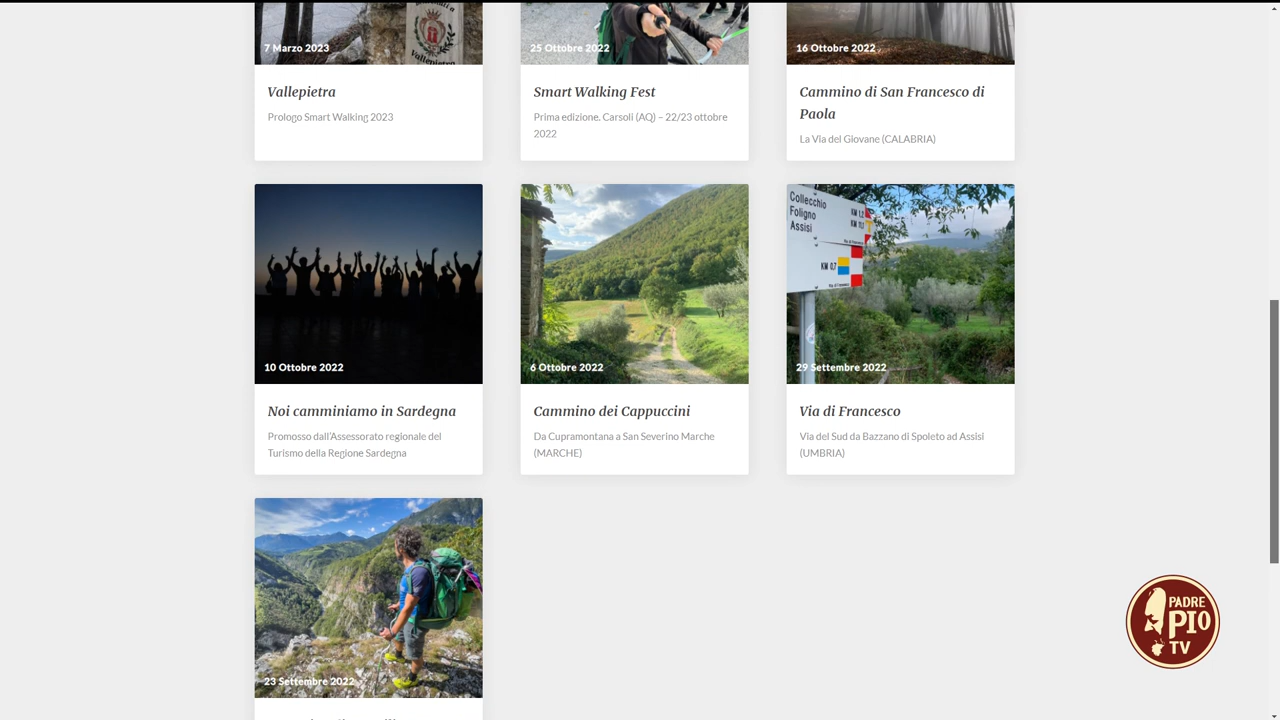 7 Marzo 2023
Vallepietra
Vallepietra
Prologo Smart Walking 2023
25 Ottobre 2022
Smart Walking Fest
Prima edizione. Carsoli (AQ) – 22/23 ottobre
2022
16 Ottobre 2022
Cammino di San Francesco di
Paola
La Via del Giovane (CALABRIA)
10 Ottobre 2022
Noi camminiamo in Sardegna
Promosso dall'Assessorato regionale del
Turismo della Regione Sardegna
6 Ottobre 2022
Cammino dei Cappuccini
Da Cupramontana a San Severino Marche
(MARCHE)
Collecchio
Foligno
Assisi
KM 0,7
29 Settembre 2022
Via di Francesco
Via del Sud da Bazzano di Spoleto ad Assisi
(UMBRIA)
23 Settembre 2022
PADRE
PIO
TV